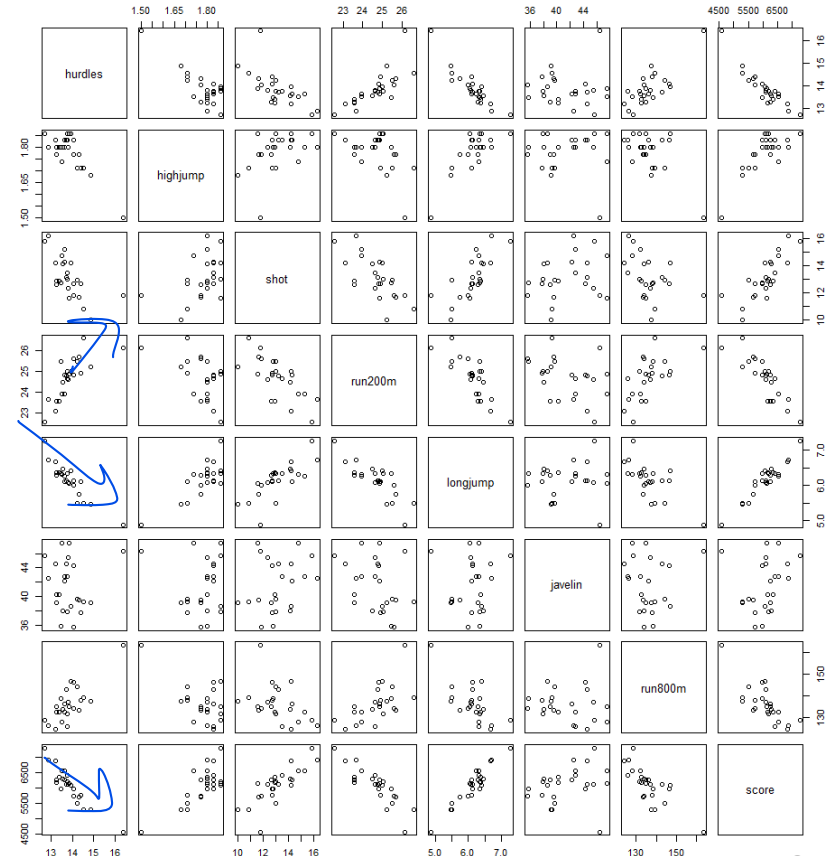 1.50 1.65 1.80 23 24 25 26 36 40 44 4500 5500 6500
hurdles
13 14 15 16
1.50 1.65 1.80
highjump
shot
10 12 14 16
23 24 25 26
run200m
longjump
5.0 6.0 7.0
36 40 44
javelin
run800m
130 150
4500 5500 6500
score
13 14 15 16 10 12 14 16 5.0 6.0 7.0 130 150